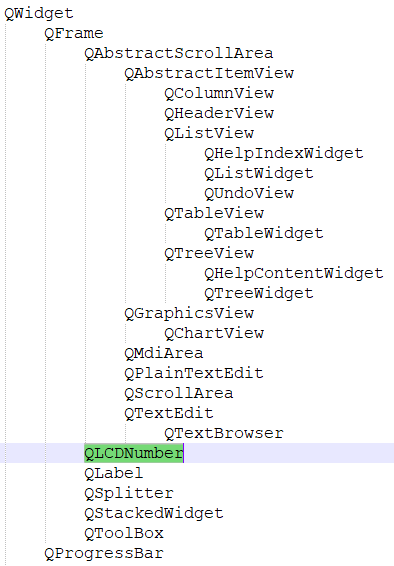 QWidget
QFrame
QAbstractScrollArea
QAbstractItemView
QColumnView
QHeaderView
QListView
QHelpIndexWidget
QListWidget
QUndoView
QTableView
QTableWidget
QTreeView
QHelpContentWidget
QTreeWidget
QGraphicsView
QChartView
QMdiArea
QPlainTextEdit
QScrollArea
QTextEdit
QTextBrowser
QLCDNumber
QLabel
QSplitter
QStackedWidget
QToolBox
QProgressBar